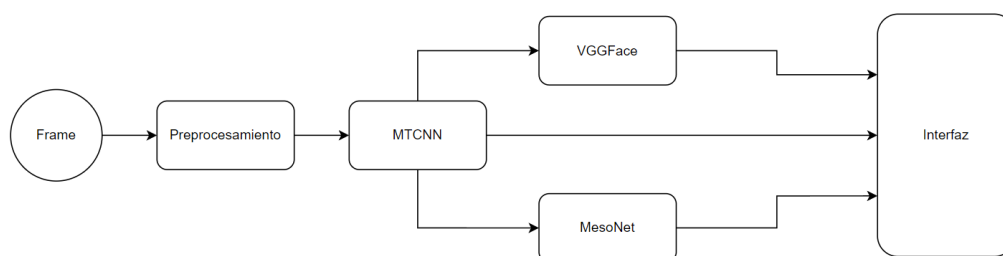 VGGFace
Frame
Preprocesamiento
MTCNN
Interfaz
MesoNet